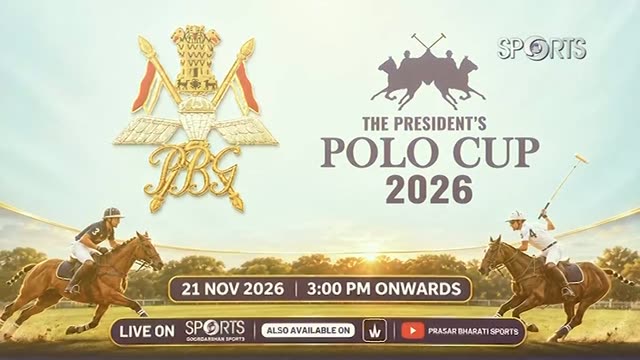 SPORTS
PBG
THE PRESIDENT'S
POLO CUP
2026
21 NOV 2026 | 3:00 PM ONWARDS
LIVE ON SPORTS
GOGRDARSHAN SPORTS
ALSO AVAILABLE ON
W
PRASAR BHARATI SPORTS